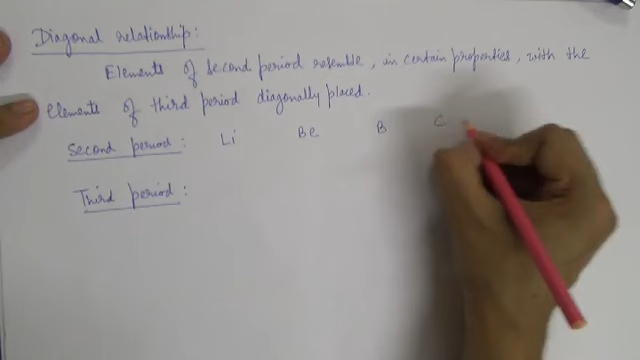 Diagonal relationship:
Elements of second period resemble, in certain properties, with the
elements of third period diagonally placed.
Second period: Li Be B C
Third period: